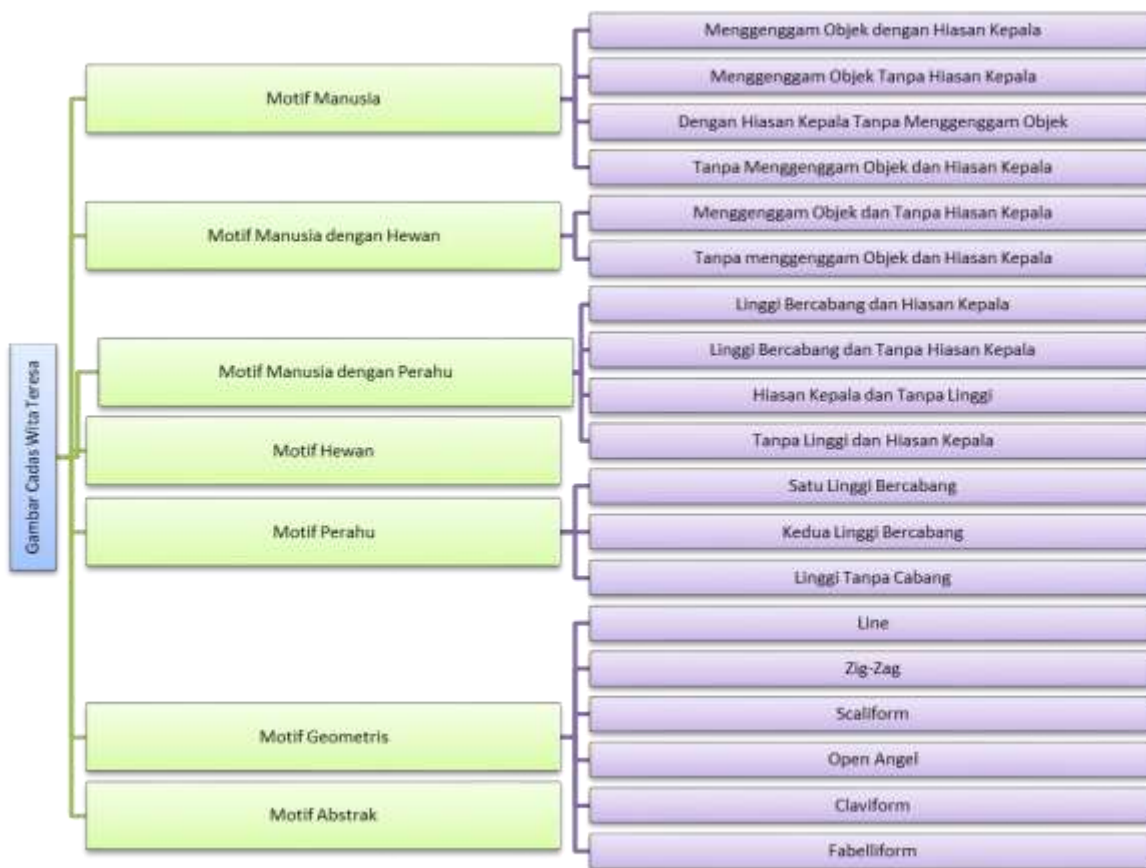 Gambar Cadas Wita Teresa
Motif Manusia
Menggenggam Objek dengan Hiasan Kepala
Menggenggam Objek Tanpa Hiasan Kepala
Dengan Hiasan Kepala Tanpa Menggenggam Objek
Tanpa Menggenggam Objek dan Hiasan Kepala
Motif Manusia dengan Hewan
Menggenggam Objek dan Tanpa Hiasan Kepala
Tanpa menggenggam Objek dan Hiasan Kepala
Motif Manusia dengan Perahu
Linggi Bercabang dan Hiasan Kepala
Linggi Bercabang dan Tanpa Hiasan Kepala
Hiasan Kepala dan Tanpa Linggi
Tanpa Linggi dan Hiasan Kepala
Motif Hewan
Motif Perahu
Satu Linggi Bercabang
Kedua Linggi Bercabang
Linggi Tanpa Cabang
Motif Geometris
Line
Zig-Zag
Scaliform
Open Angel
Claviform
Fabelliform
Motif Abstrak